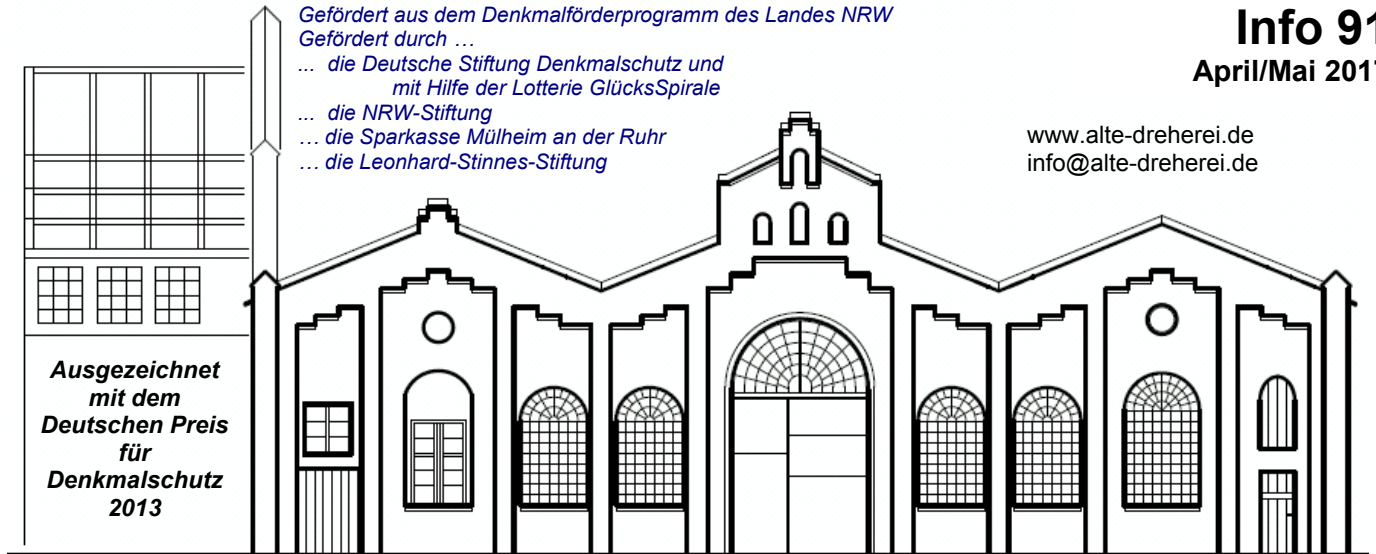 Gefördert aus dem Denkmalförderprogramm des Landes NRW
Gefördert durch …
... die Deutsche Stiftung Denkmalschutz und
mit Hilfe der Lotterie GlücksSpirale
... die NRW-Stiftung
… die Sparkasse Mülheim an der Ruhr
… die Leonhard-Stinnes-Stiftung
Info 91
April/Mai 2017
www.alte-dreherei.de
info@alte-dreherei.de
Ausgezeichnet
mit dem
Deutschen Preis
für
Denkmalschutz
2013